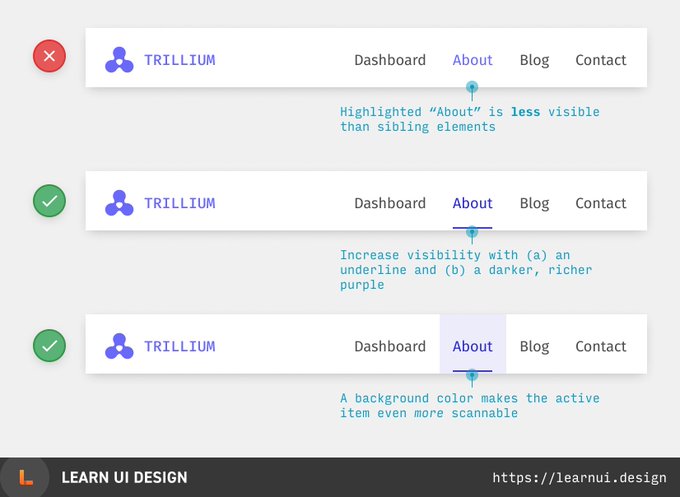 TRILLIUM Dashboard About Blog Contact
Highlighted “About” is less visible
than sibling elements
TRILLIUM Dashboard About Blog Contact
Increase visibility with (a) an
underline and (b) a darker, richer
purple
TRILLIUM Dashboard About Blog Contact
A background color makes the active
item even more scannable
L LEARN UI DESIGN https://learnui.design